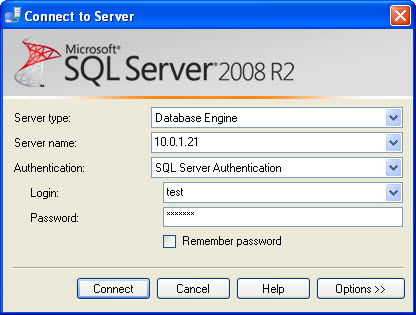 Connect to Server
Microsoft®
SQL Server® 2008 R2
Server type: Database Engine
Server name: 10.0.1.21
Authentication: SQL Server Authentication
Login: test
Password: *******
Remember password
Connect Cancel Help Options >>